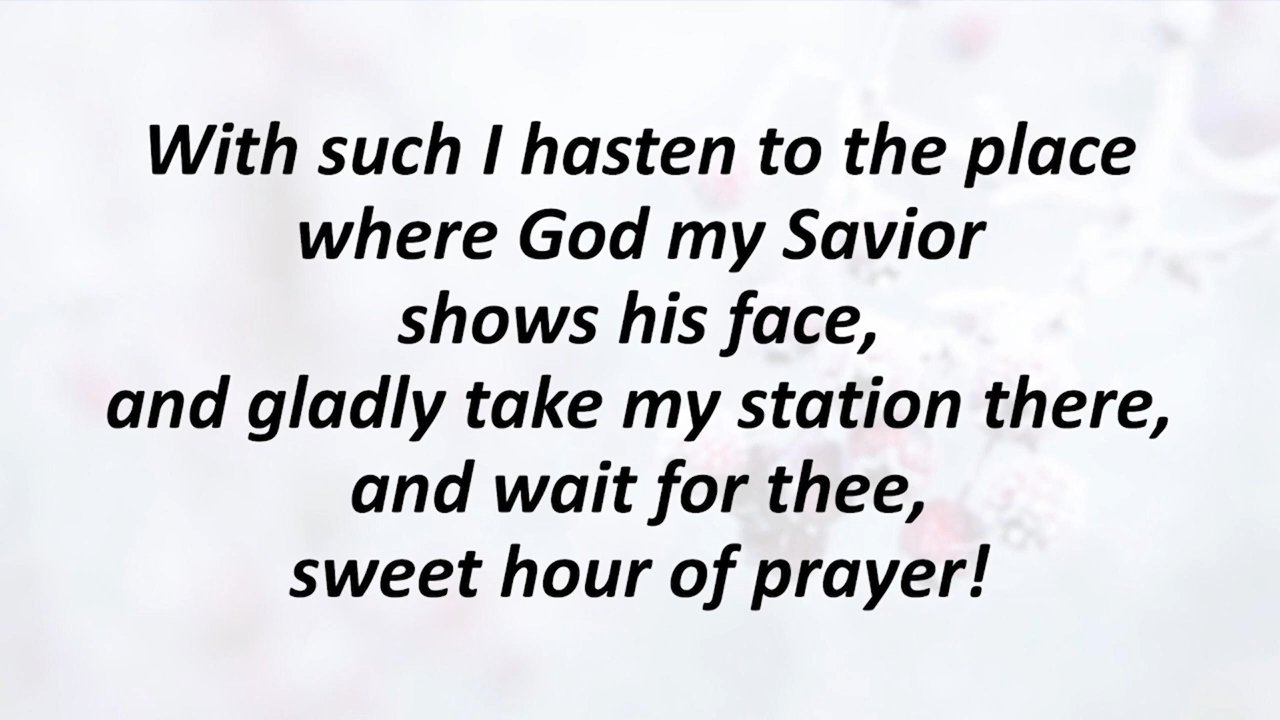 With such I hasten to the place
where God my Savior
shows his face,
and gladly take my station there,
and wait for thee,
sweet hour of prayer!